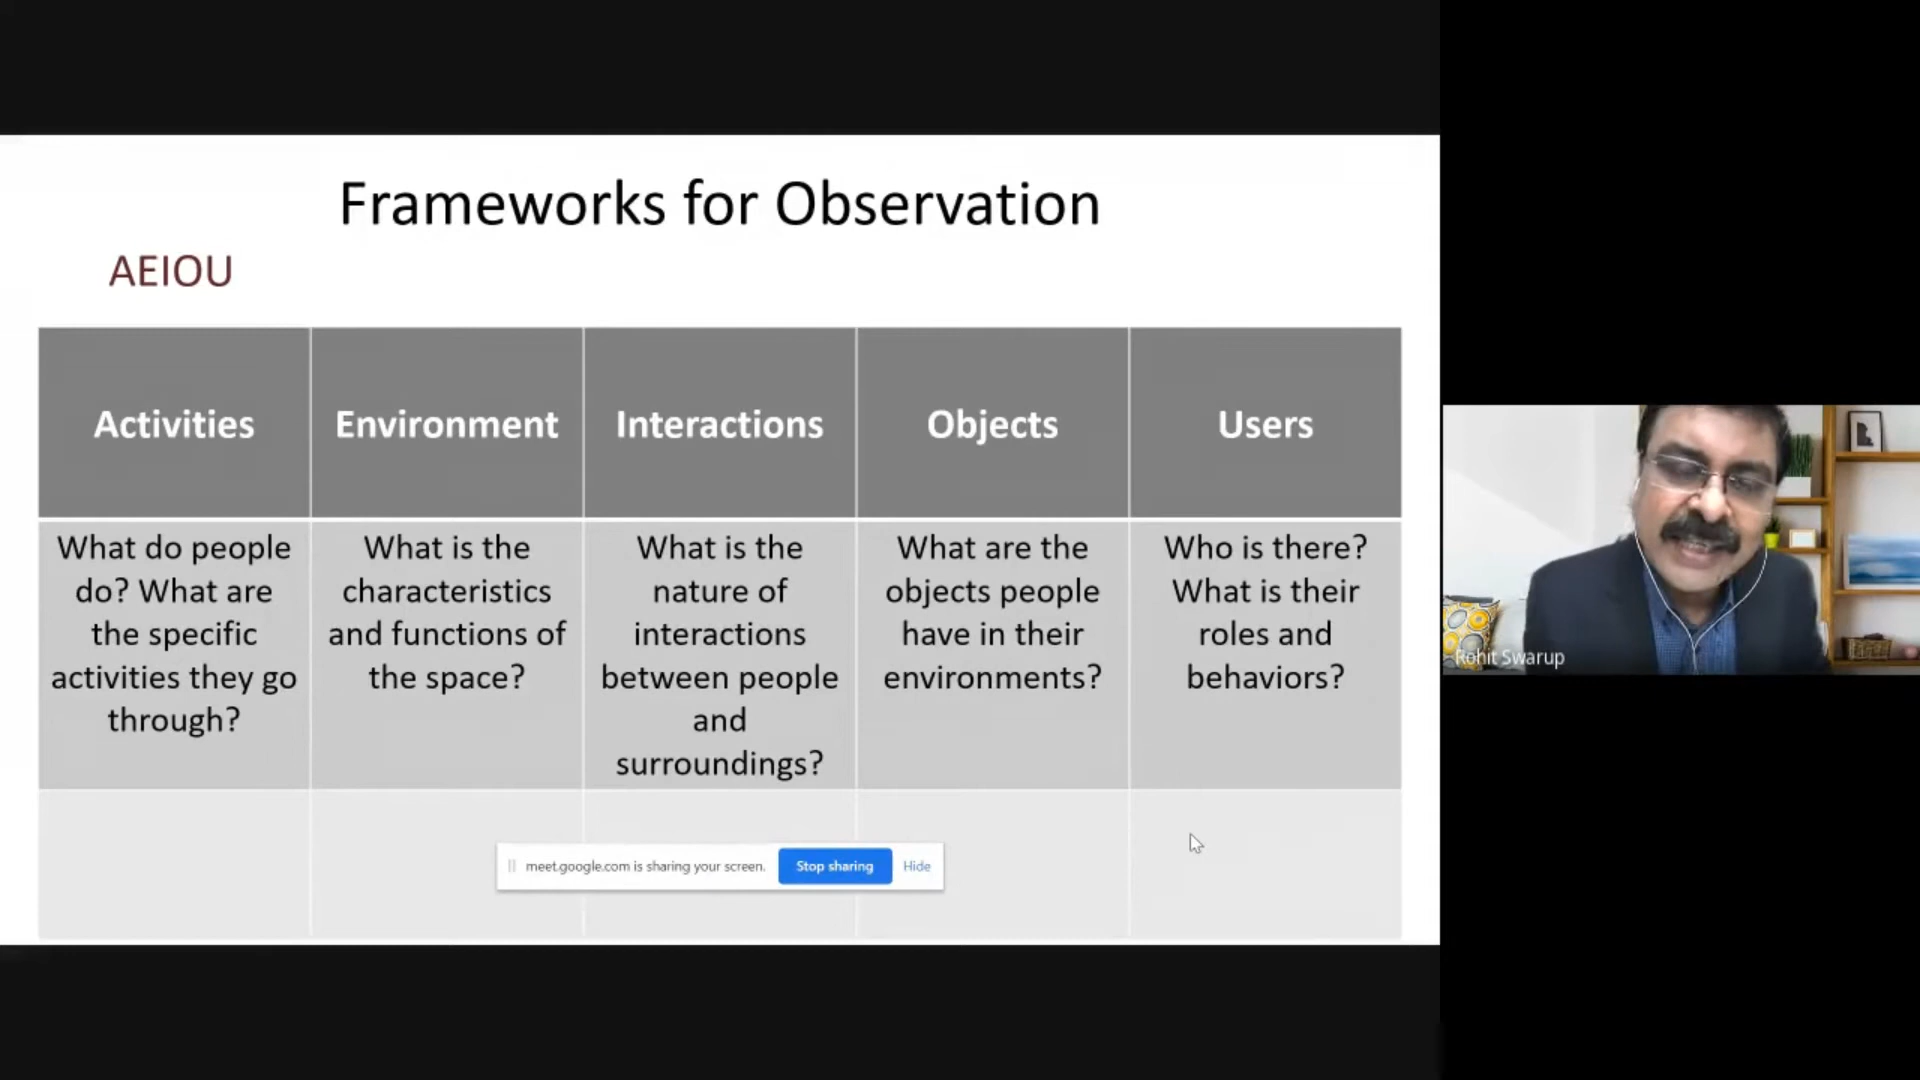 Frameworks for Observation
AEIOU
Activities
Environment
Interactions
Objects
Users
What do people
do? What are
the specific
activities they go
through?
What is the
characteristics
and functions of
the space?
What is the
nature of
interactions
between people
and
surroundings?
What are the
objects people
have in their
environments?
Who is there?
What is their
roles and
behaviors?
meet.google.com is sharing your screen.
Stop sharing
Hide
Rohit Swarup